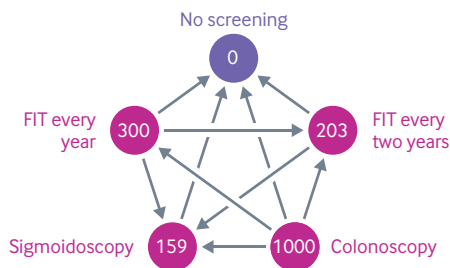 No screening
0
FIT every
year
300
203
FIT every
two years
Sigmoidoscopy
159
1000
Colonoscopy